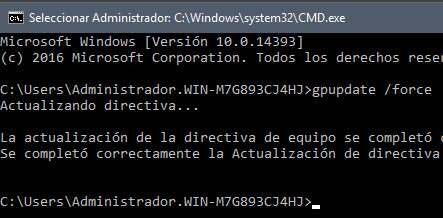 Seleccionar Administrador: C:\Windows\system32\CMD.exe
Microsoft Windows [Versión 10.0.14393]
(c) 2016 Microsoft Corporation. Todos los derechos
C:\Users\Administrador.WIN-M7G893CJ4HJ>gpupdate /force
Actualizando directiva...
La actualización de la directiva de equipo se completó
Se completó correctamente la Actualización de directiva
C:\Users\Administrador.WIN-M7G893CJ4HJ>